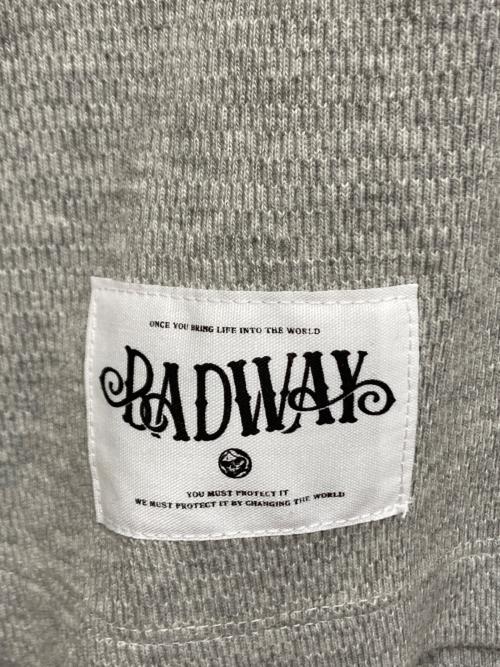 ONCE YOU BRING LIFE INTO THE WORLD
BADWAY
YOU MUST PROTECT IT
WE MUST PROTECT IT BY CHANGING THE WORLD